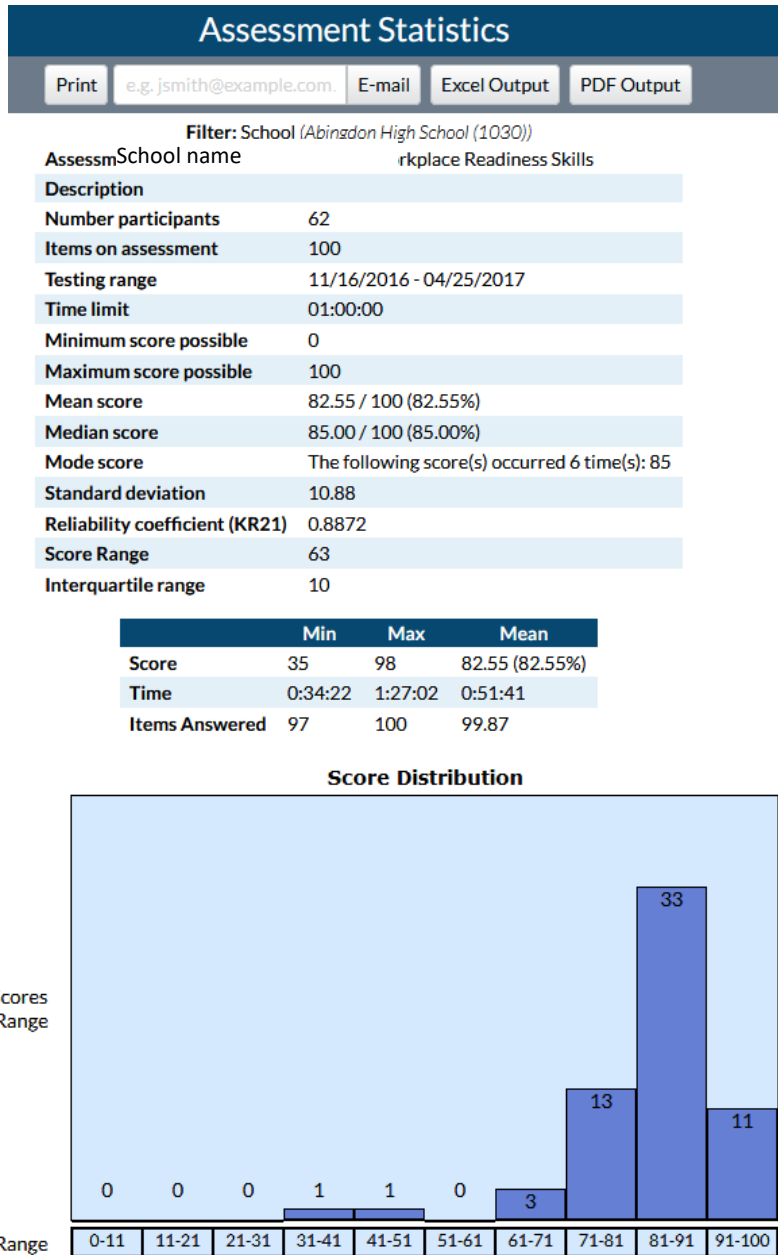 Assessment Statistics
Print e.g. jsmith@example.com. E-mail Excel Output PDF Output
Filter: School (Abingdon High School (1030))
School name Readiness Skills
Description
Number participants 62
Items on assessment 100
Testing range 11/16/2016 - 04/25/2017
Time limit 01:00:00
Minimum score possible 0
Maximum score possible 100
Mean score 82.55 / 100 (82.55%)
Median score 85.00 / 100 (85.00%)
Mode score The following score(s) occurred 6 time(s): 85
Standard deviation 10.88
Reliability coefficient (KR21) 0.8872
Score Range 63
Interquartile range 10
Min Max Mean
Score 35 98 82.55 (82.55%)
Time 0:34:22 1:27:02 0:51:41
Items Answered 97 100 99.87
Score Distribution
33
13
11
0 0 0 1 1 0 3
Range
Range 0-11 11-21 21-31 31-41 41-51 51-61 61-71 71-81 81-91 91-100